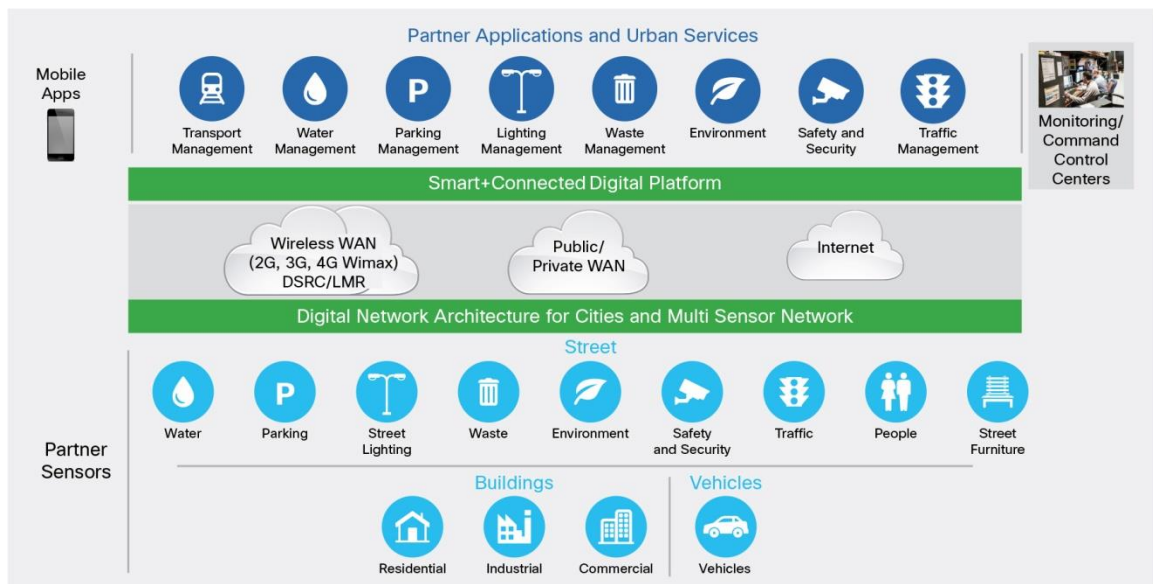 Partner Applications and Urban Services
Mobile
Apps
P
Transport
Management
Water
Management
Parking
Management
Lighting
Management
Waste
Management
Environment
Safety and
Security
Traffic
Management
Monitoring/
Command
Control
Centers
Smart+Connected Digital Platform
Wireless WAN
(2G, 3G, 4G Wimax)
DSRC/LMR
Public/
Private WAN
Internet
Digital Network Architecture for Cities and Multi Sensor Network
Partner
Sensors
Street
P
Water
Parking
Street
Lighting
Waste
Environment
Safety
and Security
Traffic
People
Street
Furniture
Buildings
Residential
Industrial
Commercial
Vehicles
Vehicles